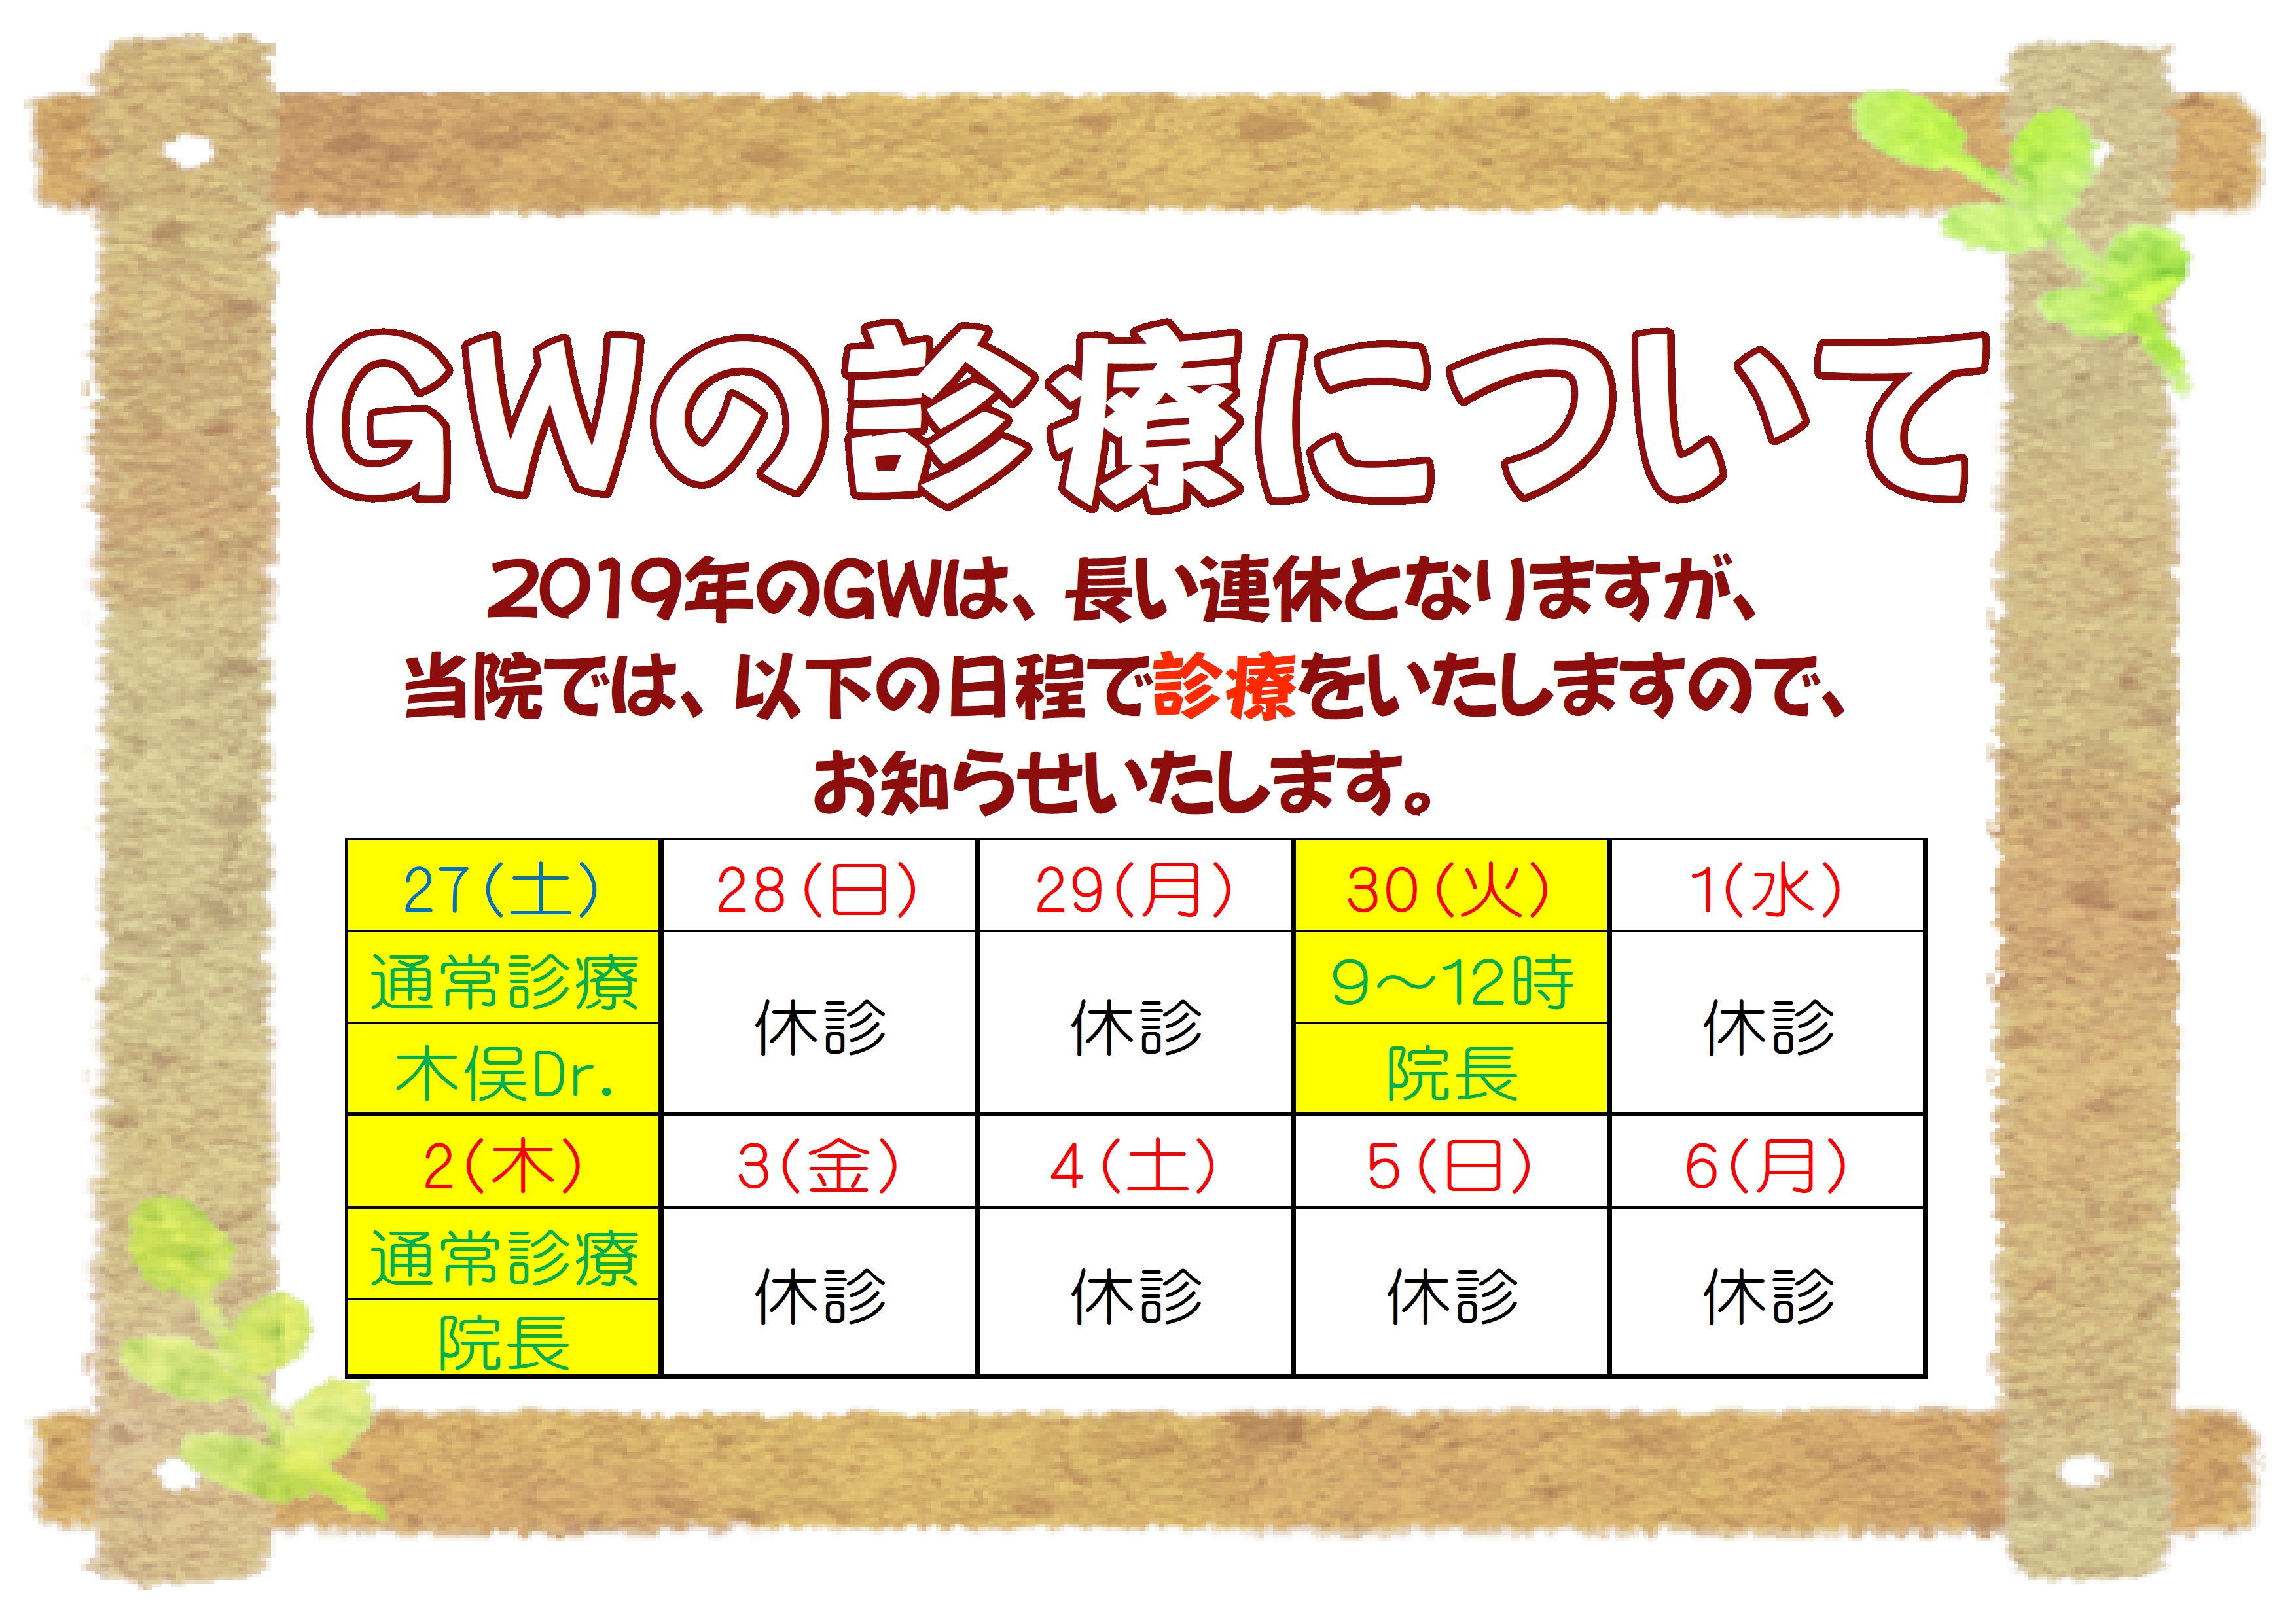 GWの診療について
2019年のGWは、長い連休となりますが、
当院では、以下の日程で診療をいたしますので、
お知らせいたします。
27(土) 28(日) 29(月) 30(火) 1(水)
通常診療 休診 休診 9～12時 休診
木俣Dr. 院長
2(木) 3(金) 4(土) 5(日) 6(月)
通常診療 休診 休診 休診 休診
院長